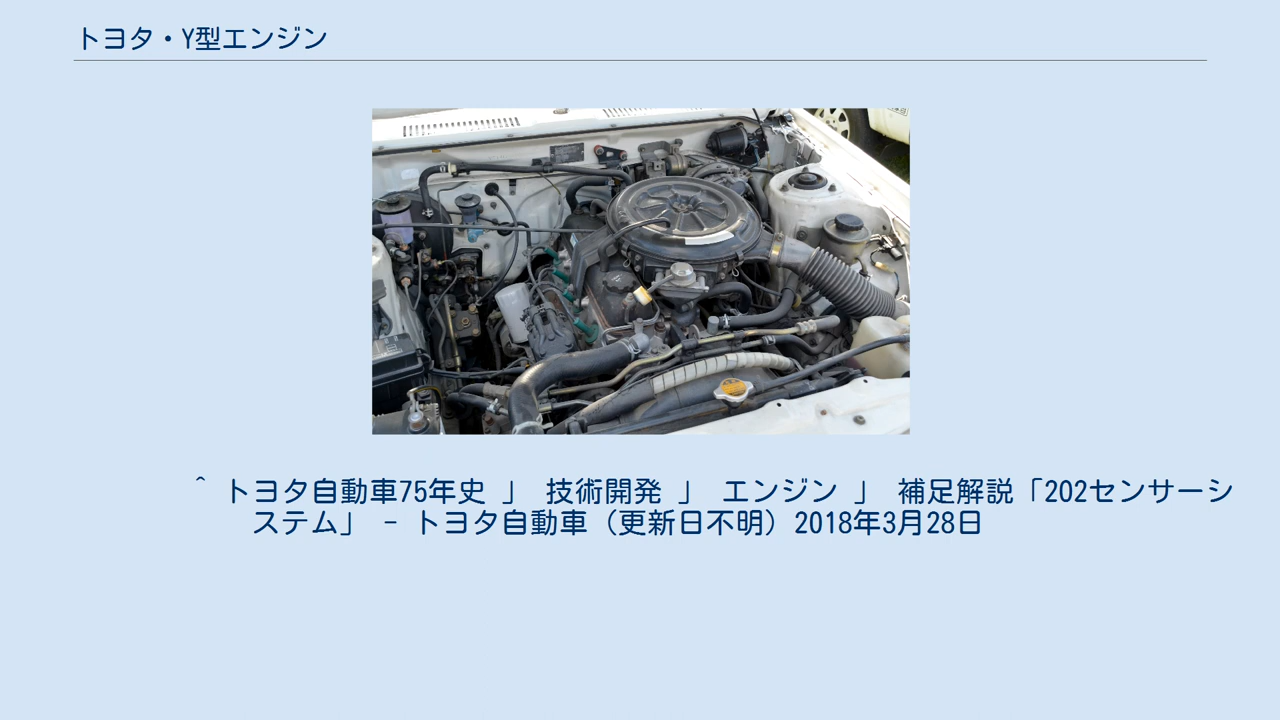 トヨタ・Y型エンジン
^ トヨタ自動車75年史 」 技術開発 」 エンジン 」 補足解説「202センサーシ
ステム」 - トヨタ自動車（更新日不明）2018年3月28日